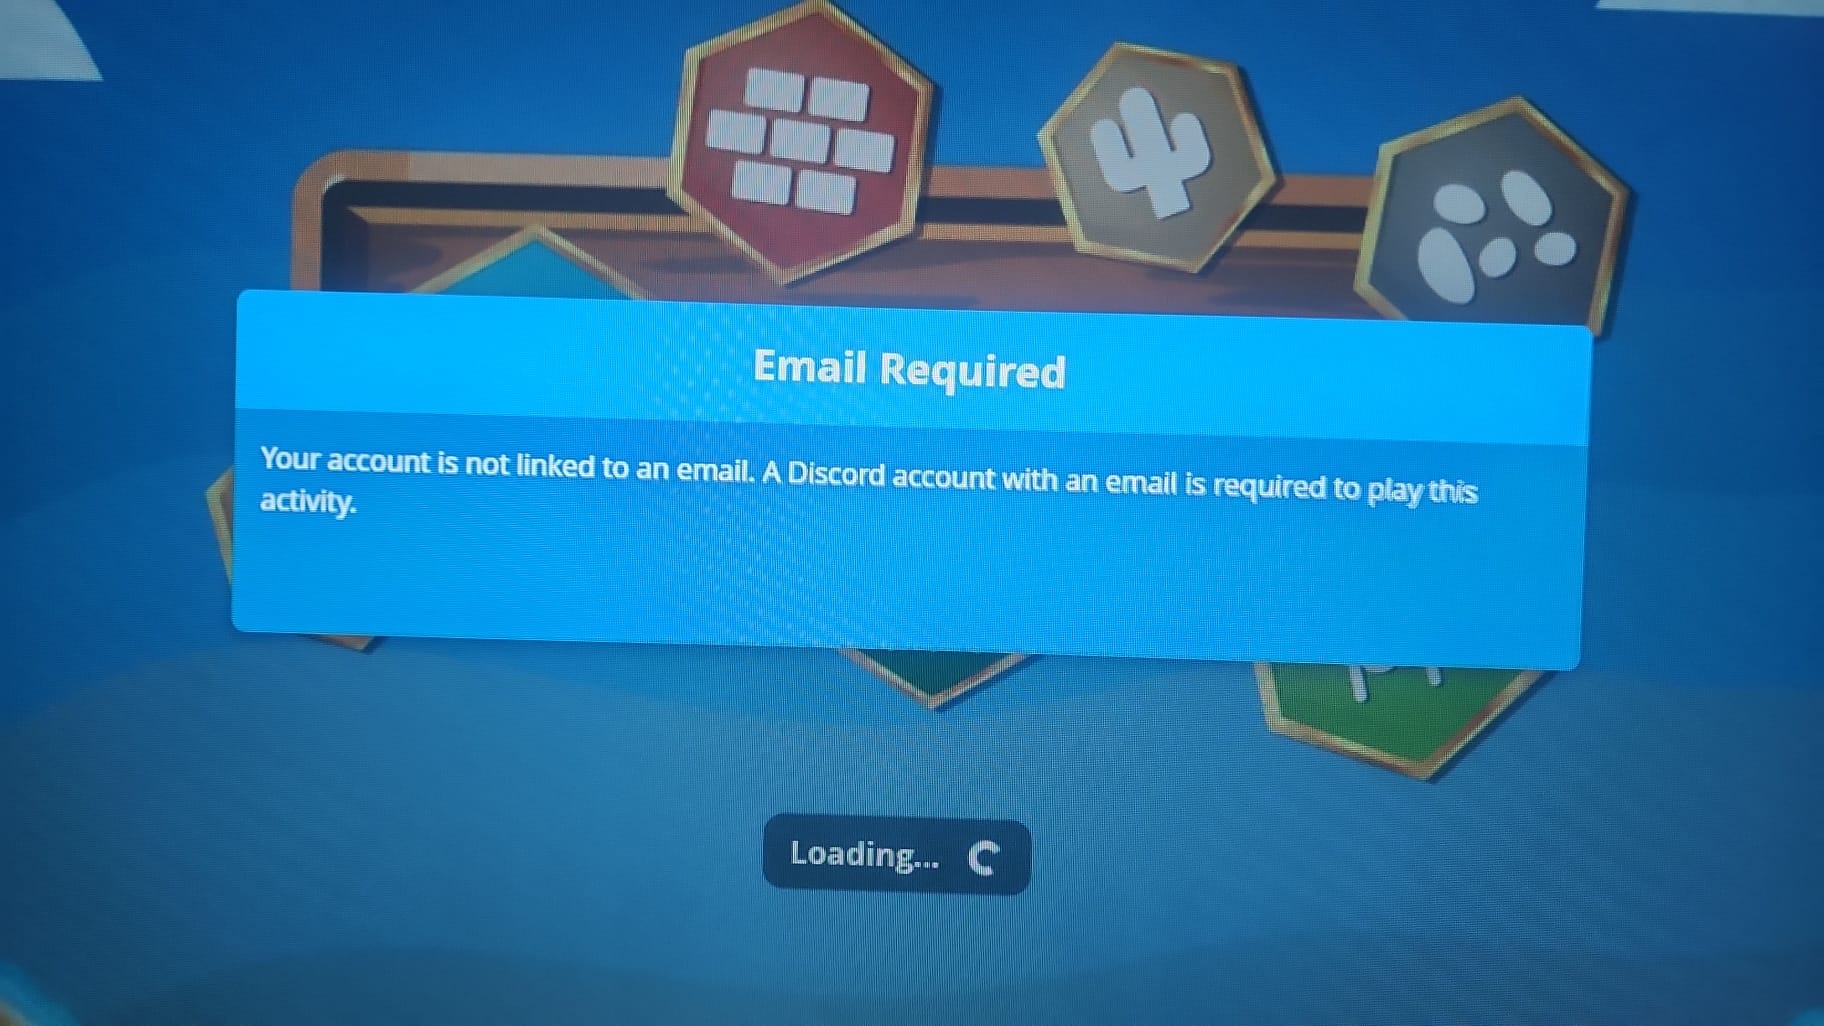 Email Required
Your account is not linked to an email. A Discord account with an email is required to play this
activity.
Loading...